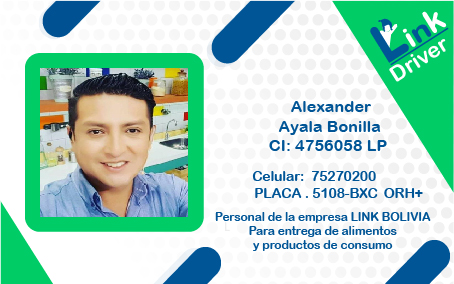 Link
Driver
Alexander
Ayala Bonilla
CI: 4756058 LP
Celular: 75270200
PLACA . 5108-BXC ORH+
Personal de la empresa LINK BOLIVIA
Para entrega de alimentos
y productos de consumo